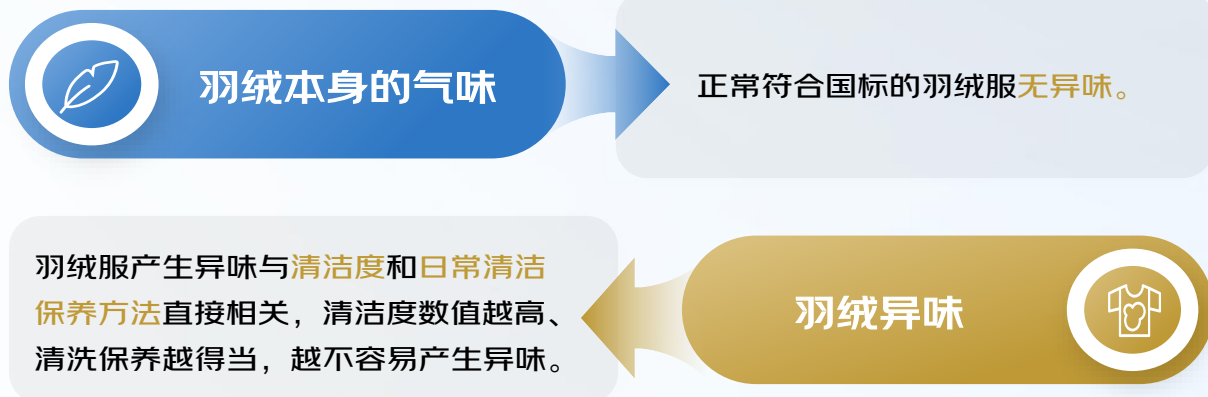 羽绒本身的气味
正常符合国标的羽绒服无异味。
羽绒服产生异味与清洁度和日常清洁
保养方法直接相关，清洁度数值越高、
清洗保养越得当，越不容易产生异味。
羽绒异味